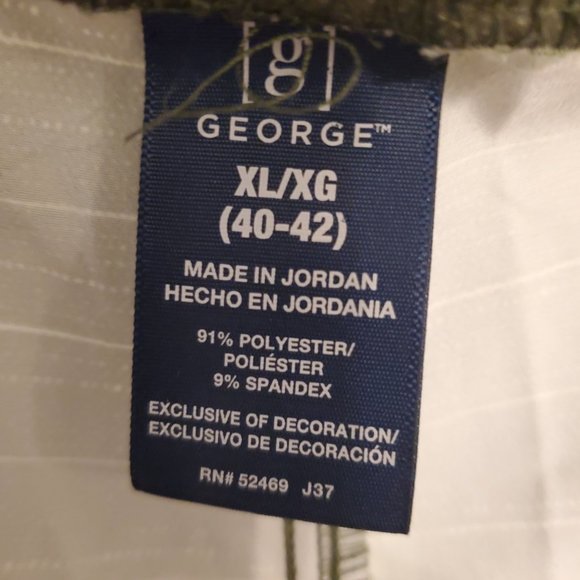 g
GEORGE™
XL/XG
(40-42)
MADE IN JORDAN
HECHO EN JORDANIA
91% POLYESTER/
POLIÉSTER
9% SPANDEX
EXCLUSIVE OF DECORATION/
EXCLUSIVO DE DECORACIÓN
RN# 52469 J37